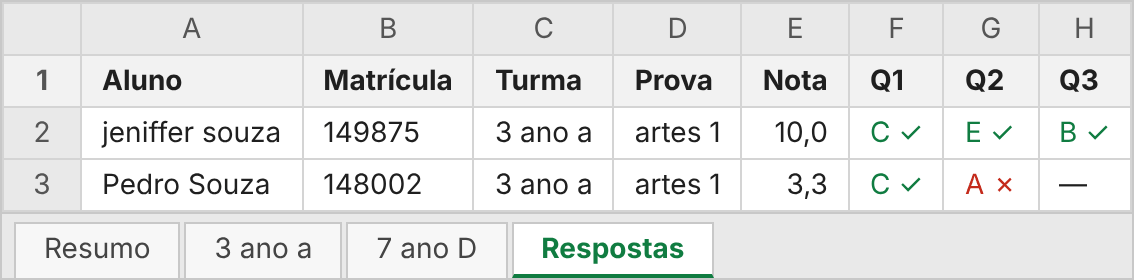 A B C D E F G H
1 Aluno Matrícula Turma Prova Nota Q1 Q2 Q3
2 jeniffer souza 149875 3 ano a artes 1 10,0 C ✓ E ✓ B ✓
3 Pedro Souza 148002 3 ano a artes 1 3,3 C ✓ A × —
Resumo 3 ano a 7 ano D Respostas